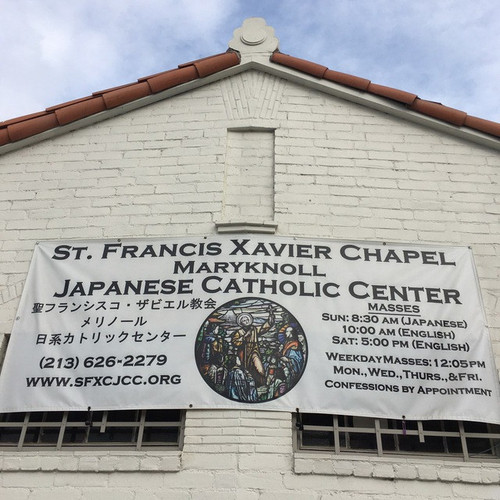 ST. FRANCIS XAVIER CHAPEL
MARYKNOLL
JAPANESE CATHOLIC CENTER
聖フランシスコ・ザビエル教会
メリノール
日系カトリックセンター
(213) 626-2279
WWW.SFXCJCC.ORG
MASSES
SUN: 8:30 AM (JAPANESE)
10:00 AM (ENGLISH)
SAT: 5:00 PM (ENGLISH)
WEEKDAY MASSES: 12:05 PM
MON., WED., THURS., & FRI.
CONFESSIONS BY APPOINTMENT